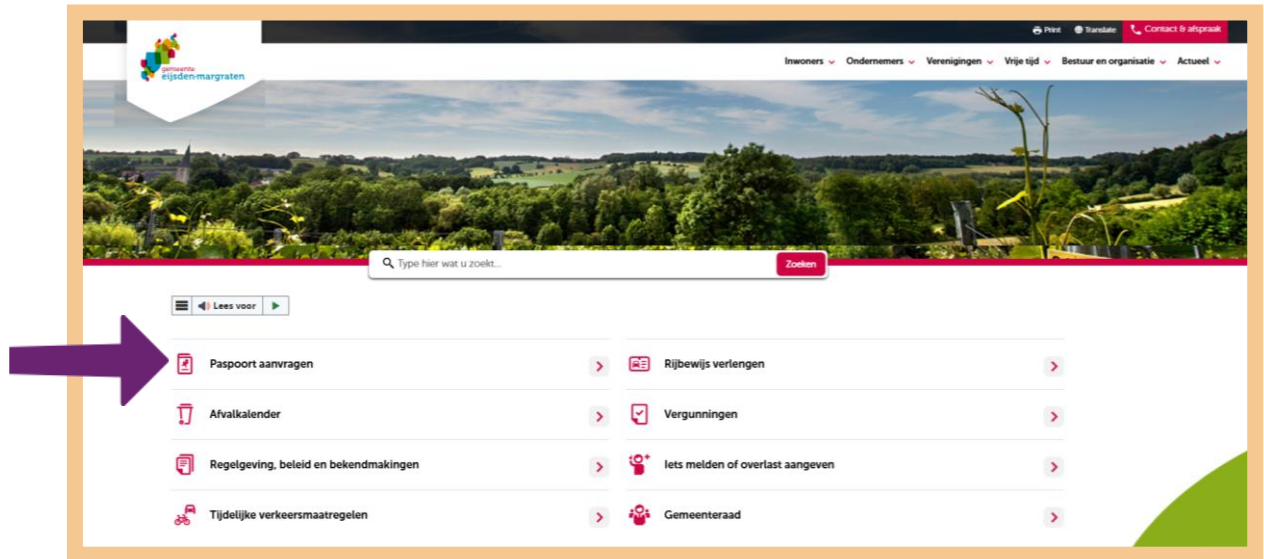 Print Translate Contact & afspraak
gemeente
eijsden-margraten
Inwoners Ondernemers Verenigingen Vrije tijd Bestuur en organisatie Actueel
Type hier wat u zoekt... Zoeken
Lees voor
Paspoort aanvragen Rijbewijs verlengen
Afvalkalender Vergunningen
Regelgeving, beleid en bekendmakingen Iets melden of overlast aangeven
Tijdelijke verkeersmaatregelen Gemeenteraad